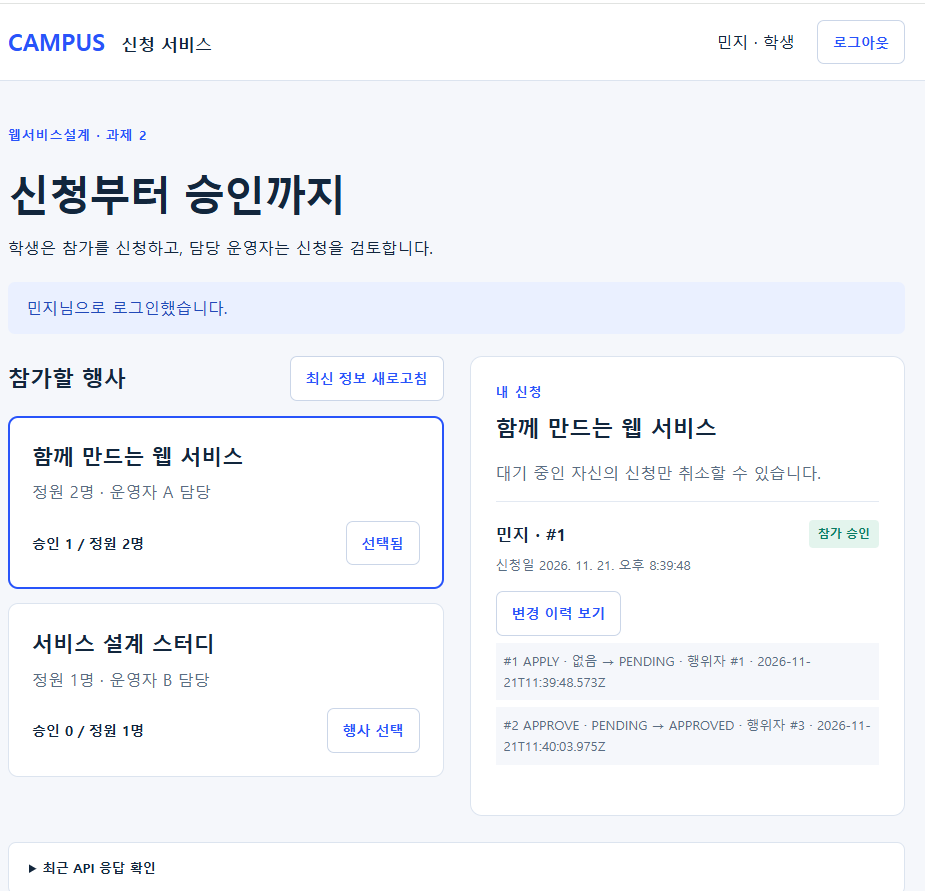 CAMPUS 신청 서비스
민지 · 학생
로그아웃
웹서비스설계 · 과제 2
신청부터 승인까지
학생은 참가를 신청하고, 담당 운영자는 신청을 검토합니다.
민지님으로 로그인했습니다.
참가할 행사
최신 정보 새로고침
함께 만드는 웹 서비스
정원 2명 · 운영자 A 담당
승인 1 / 정원 2명
선택됨
서비스 설계 스터디
정원 1명 · 운영자 B 담당
승인 0 / 정원 1명
행사 선택
내 신청
함께 만드는 웹 서비스
대기 중인 자신의 신청만 취소할 수 있습니다.
민지 · #1
참가 승인
신청일 2026. 11. 21. 오후 8:39:48
변경 이력 보기
#1 APPLY · 없음 → PENDING · 행위자 #1 · 2026-11-
21T11:39:48.573Z
#2 APPROVE · PENDING → APPROVED · 행위자 #3 · 2026-11-
21T11:40:03.975Z
▶ 최근 API 응답 확인